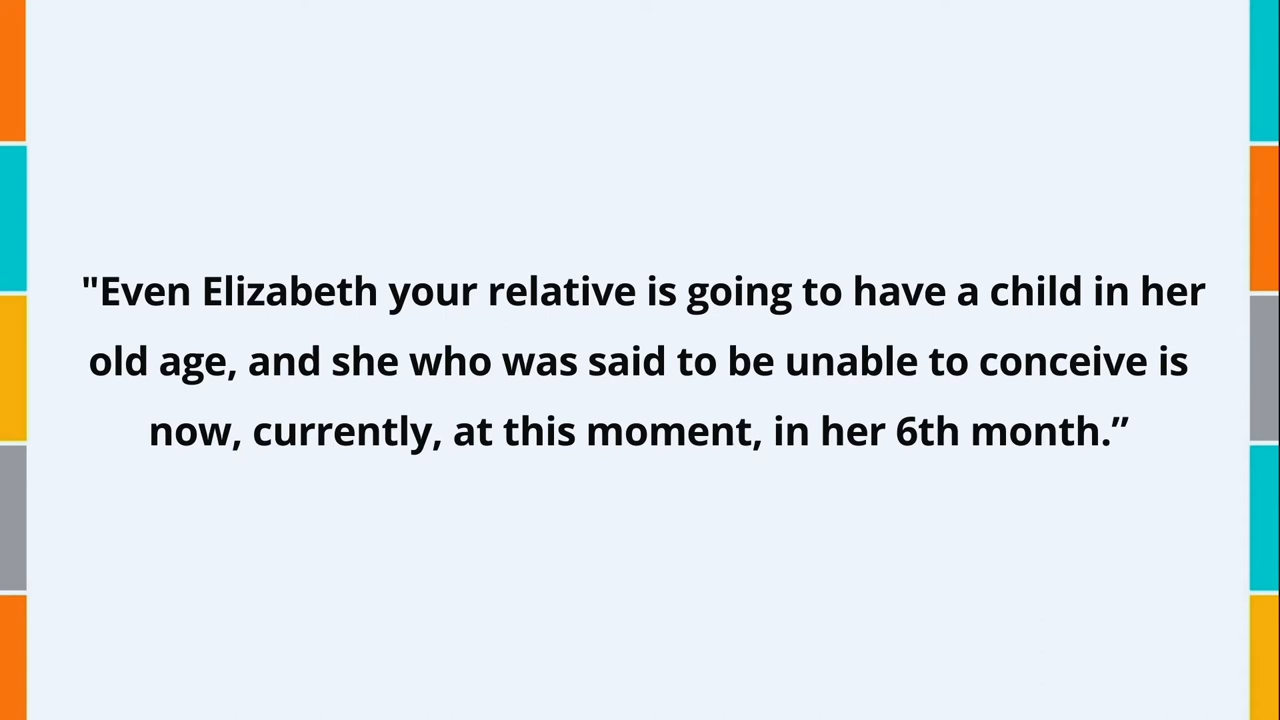 "Even Elizabeth your relative is going to have a child in her
old age, and she who was said to be unable to conceive is
now, currently, at this moment, in her 6th month.”